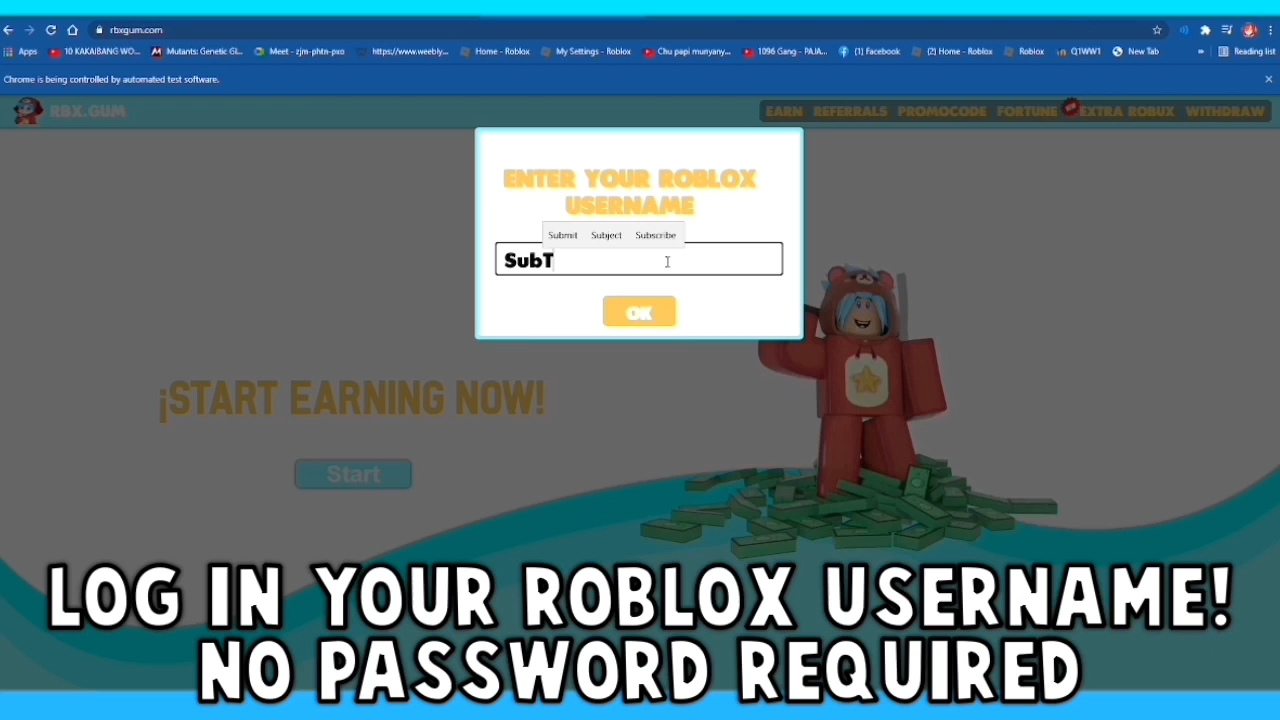 rbxgum.com
Apps 10 KAKAIBANG WO... Mutants: Genetic GL... Meet - zjm-phtn-pxo https://www.weebly... Home - Roblox My Settings - Roblox Chu papi munyany... 1096 Gang - PAJA... (1) Facebook (2) Home - Roblox Roblox Q1WW1 New Tab » Reading list
Chrome is being controlled by automated test software.
RBX.GUM EARN REFERRALS PROMOCODE FORTUNE EXTRA ROBUX WITHDRAW
ENTER YOUR ROBLOX
USERNAME
Submit Subject Subscribe
SubT
OK
¡START EARNING NOW!
Start
LOG IN YOUR ROBLOX USERNAME!
NO PASSWORD REQUIRED